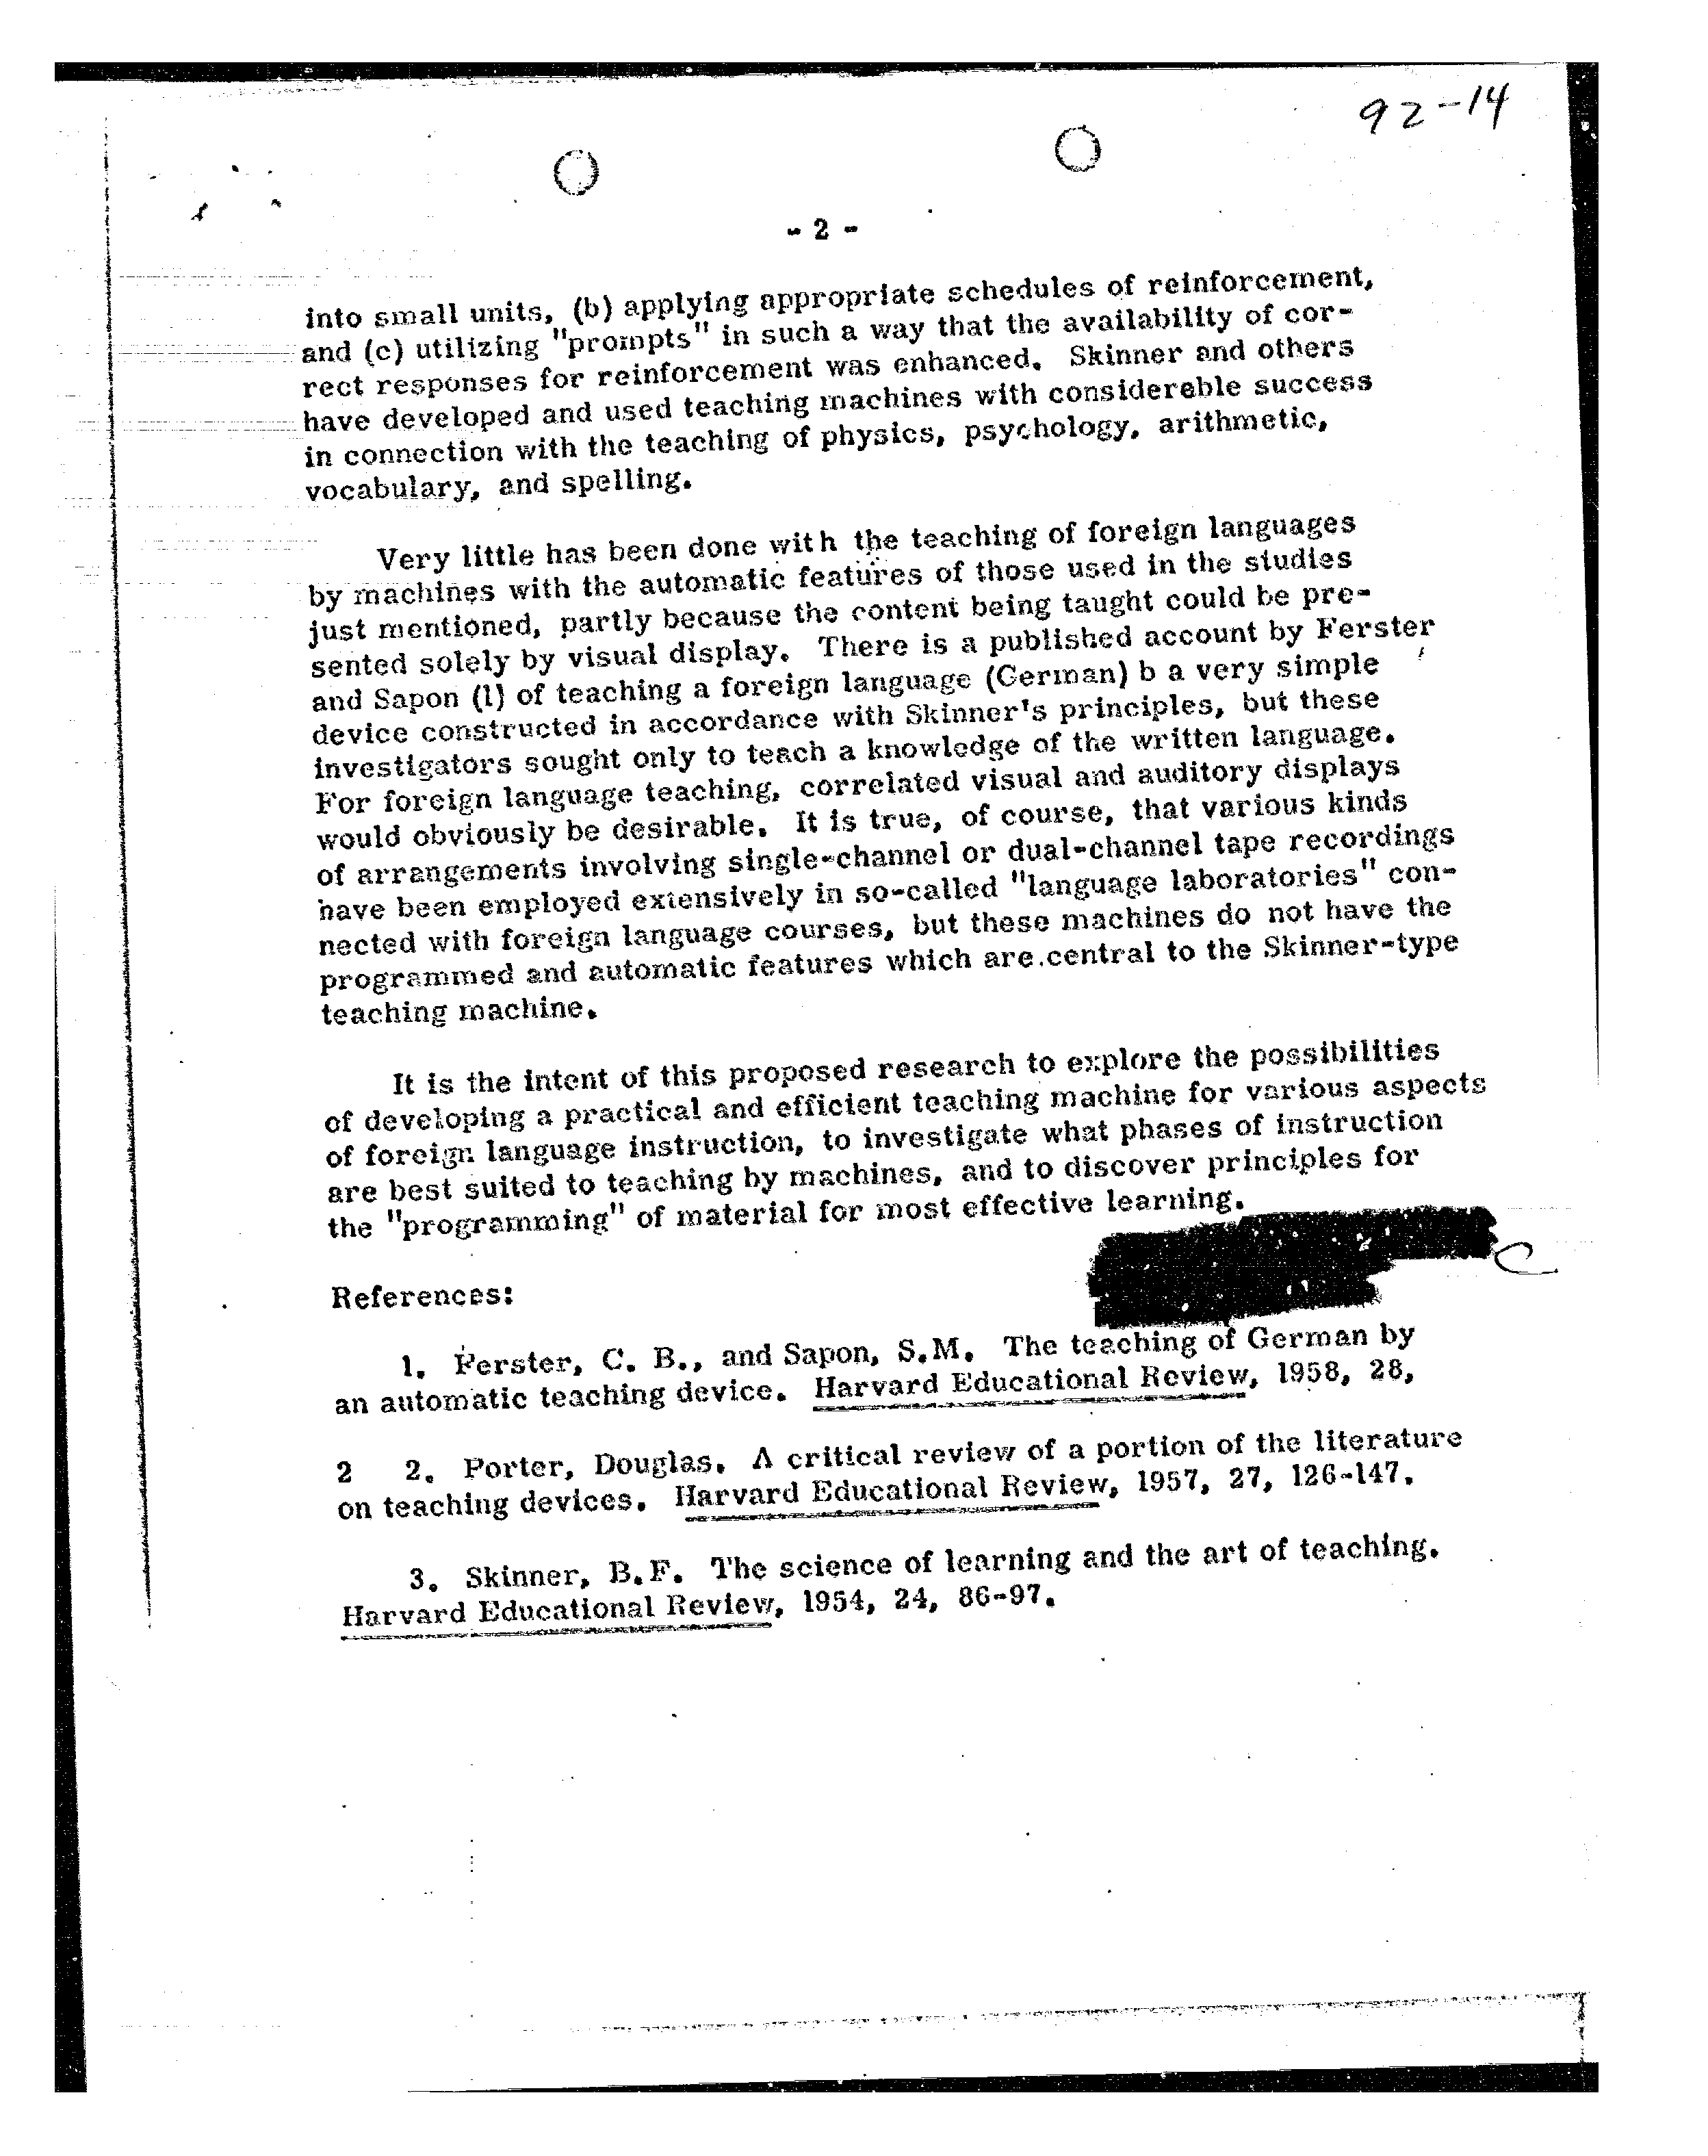 92-14
- 2 -
into small units, (b) applying appropriate schedules of reinforcement,
and (c) utilizing "prompts" in such a way that the availability of cor-
rect responses for reinforcement was enhanced. Skinner and others
have developed and used teaching machines with considerable success
in connection with the teaching of physics, psychology, arithmetic,
vocabulary, and spelling.
Very little has been done with the teaching of foreign languages
by machines with the automatic features of those used in the studies
just mentioned, partly because the content being taught could be pre-
sented solely by visual display. There is a published account by Ferster
and Sapon (1) of teaching a foreign language (German) b a very simple
device constructed in accordance with Skinner's principles, but these
investigators sought only to teach a knowledge of the written language.
For foreign language teaching, correlated visual and auditory displays
would obviously be desirable. It is true, of course, that various kinds
of arrangements involving single-channel or dual-channel tape recordings
have been employed extensively in so-called "language laboratories" con-
nected with foreign language courses, but these machines do not have the
programmed and automatic features which are central to the Skinner-type
teaching machine.
It is the intent of this proposed research to explore the possibilities
of developing a practical and efficient teaching machine for various aspects
of foreign language instruction, to investigate what phases of instruction
are best suited to teaching by machines, and to discover principles for
the "programming" of material for most effective learning.
C
References:
1. Ferster, C. B., and Sapon, S.M. The teaching of German by
an automatic teaching device. Harvard Educational Review, 1958, 28,
2 2. Porter, Douglas. A critical review of a portion of the literature
on teaching devices. Harvard Educational Review, 1957, 27, 126-147.
3. Skinner, B.F. The science of learning and the art of teaching.
Harvard Educational Review, 1954, 24, 86-97.